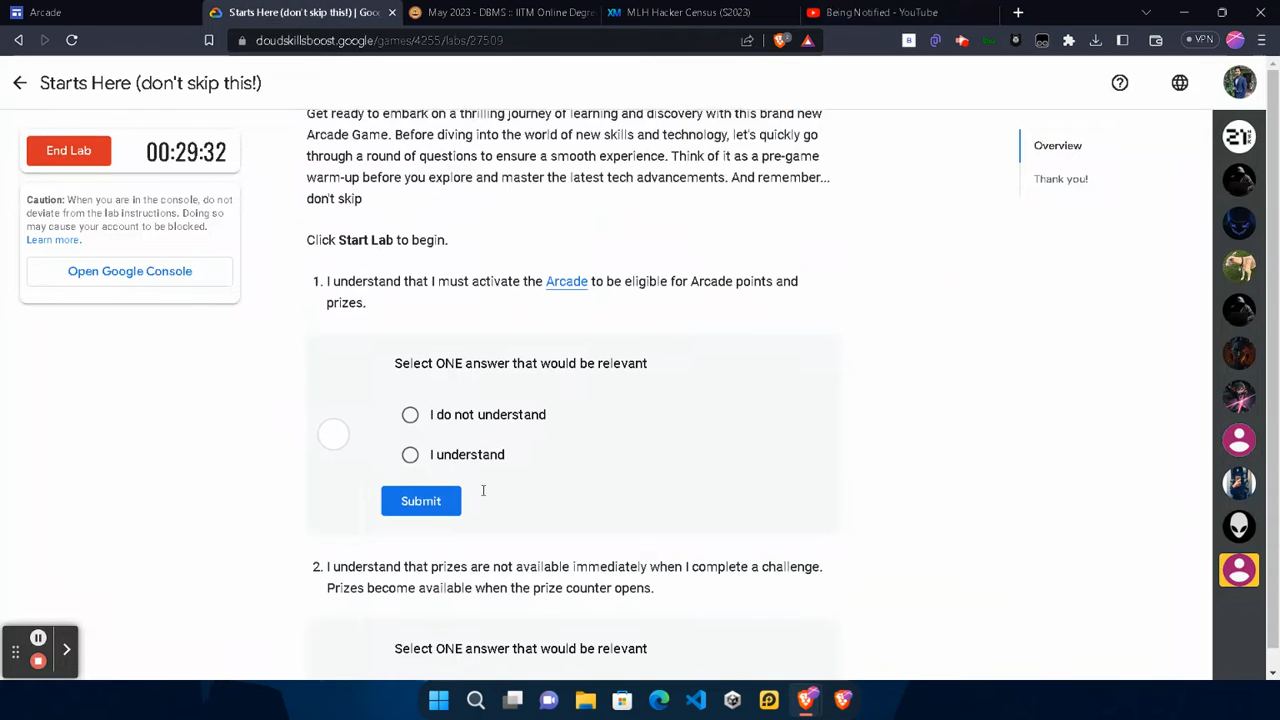 Arcade
Starts Here (don't skip this!) | Goo
May 2023 - DBMS :: IITM Online Degre
MLH Hacker Census (S2023)
Being Notified - YouTube
cloudskillsboost.google/games/4255/labs/27509
VPN
Starts Here (don't skip this!)
End Lab
00:29:32
Caution: When you are in the console, do not
deviate from the lab instructions. Doing so
may cause your account to be blocked.
Learn more.
Open Google Console
Get ready to embark on a thrilling journey of learning and discovery with this brand new
Arcade Game. Before diving into the world of new skills and technology, let's quickly go
through a round of questions to ensure a smooth experience. Think of it as a pre-game
warm-up before you explore and master the latest tech advancements. And remember...
don't skip
Click Start Lab to begin.
1. I understand that I must activate the Arcade to be eligible for Arcade points and
prizes.
Select ONE answer that would be relevant
I do not understand
I understand
Submit
2. I understand that prizes are not available immediately when I complete a challenge.
Prizes become available when the prize counter opens.
Select ONE answer that would be relevant
Overview
Thank you!